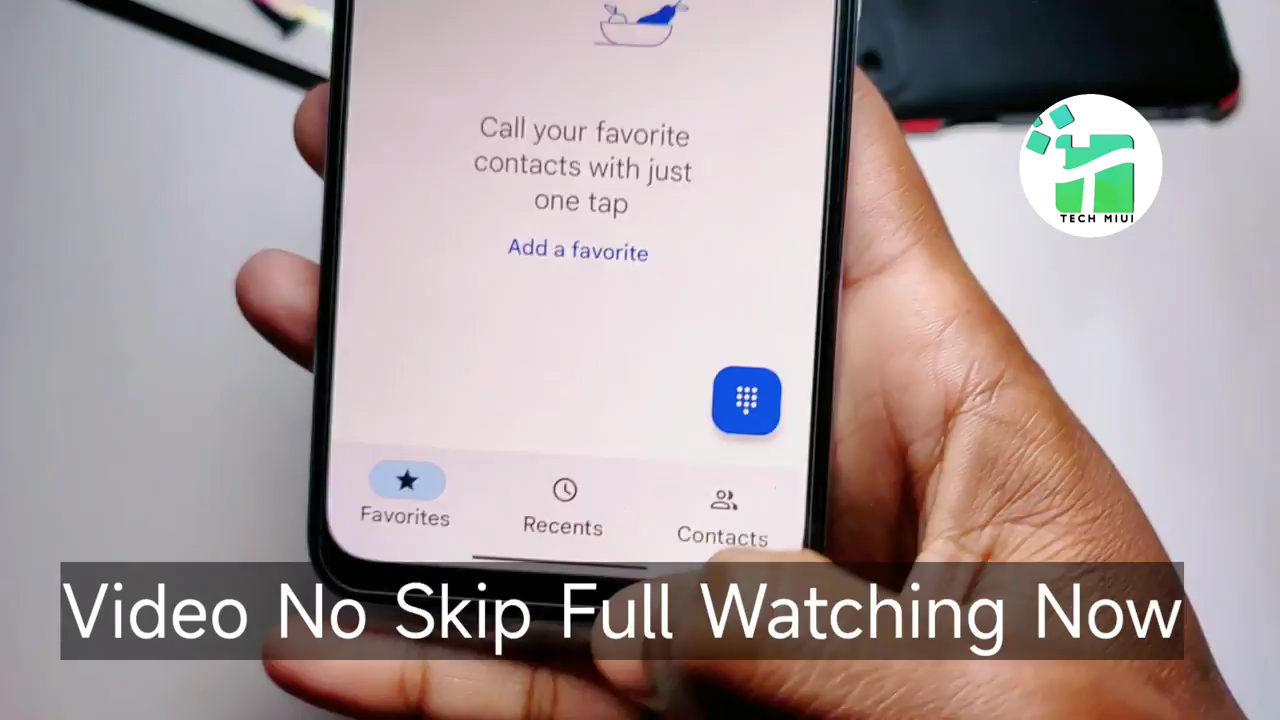 Call your favorite
contacts with just
one tap
Add a favorite
TECH MIUI
Favorites
Recents
Contacts
Video No Skip Full Watching Now